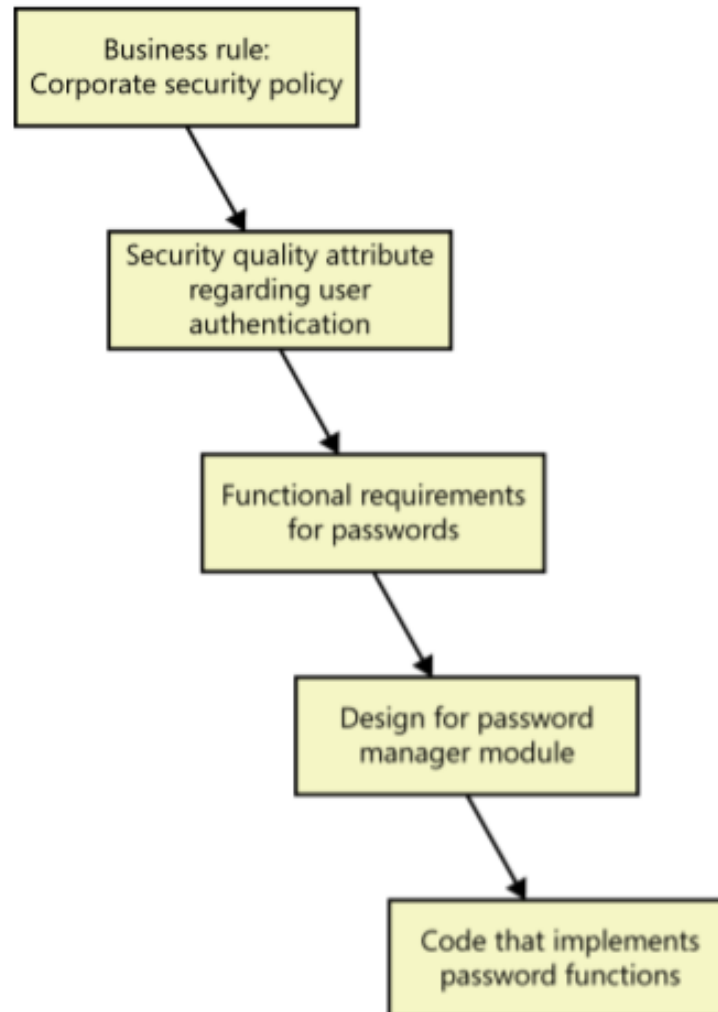 Business rule:
Corporate security policy
Security quality attribute
regarding user
authentication
Functional requirements
for passwords
Design for password
manager module
Code that implements
password functions